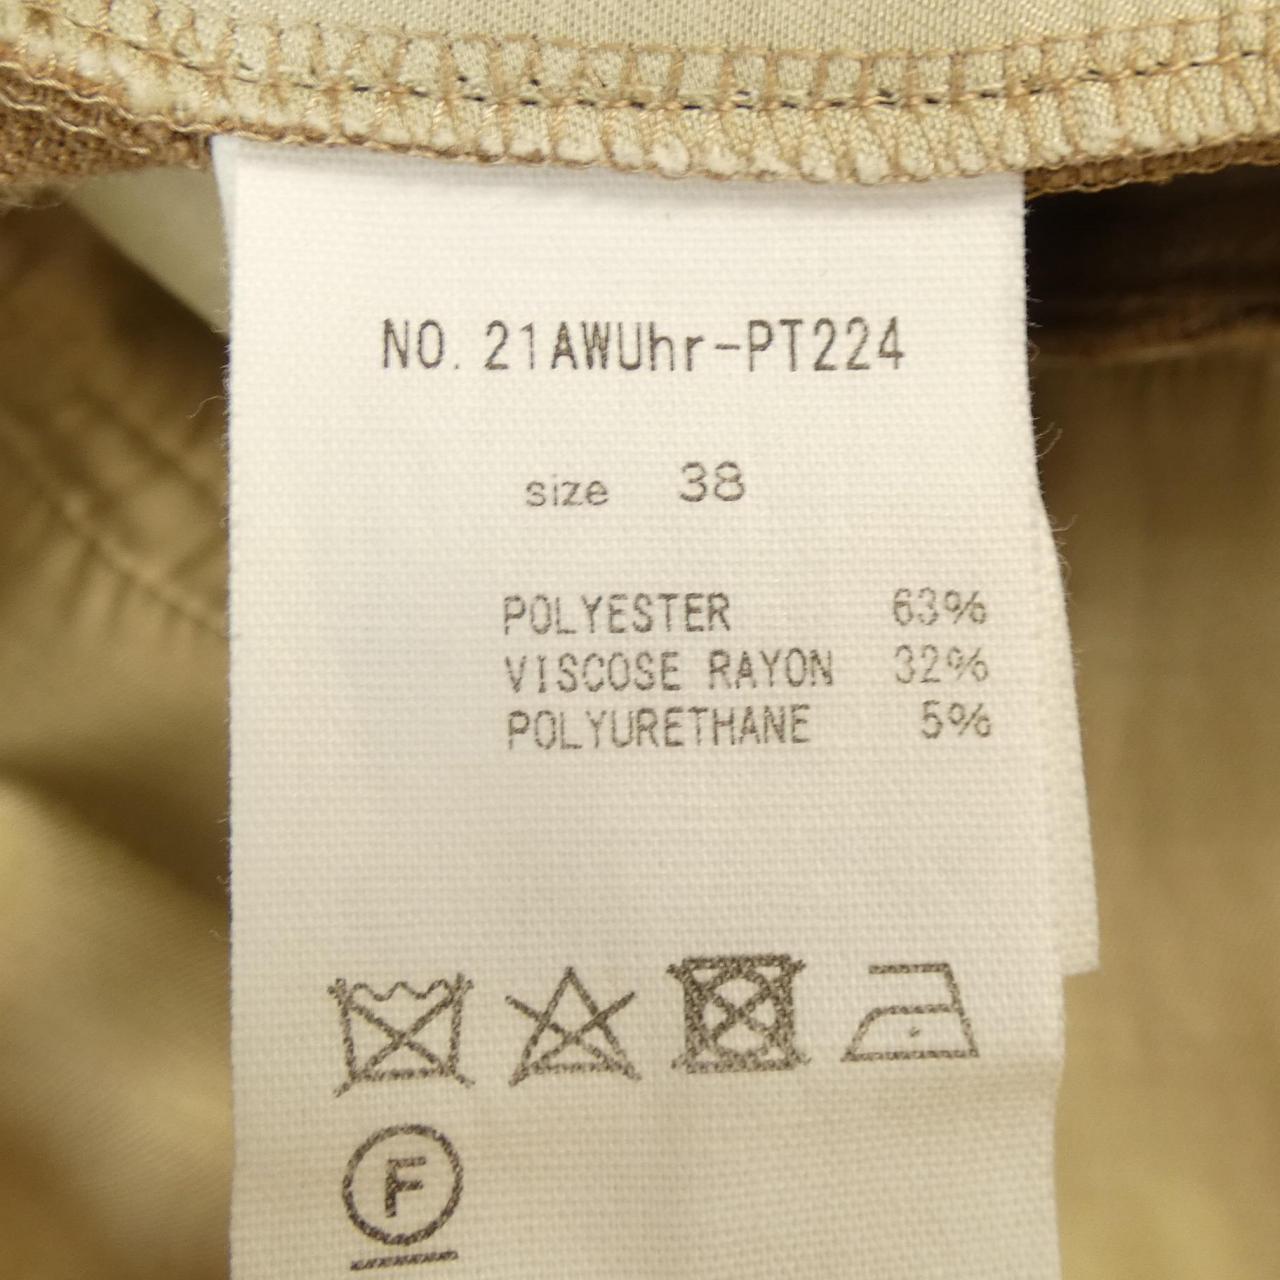 NO. 21AWUhr-PT224
size 38
POLYESTER 63%
VISCOSE RAYON 32%
POLYURETHANE 5%
F